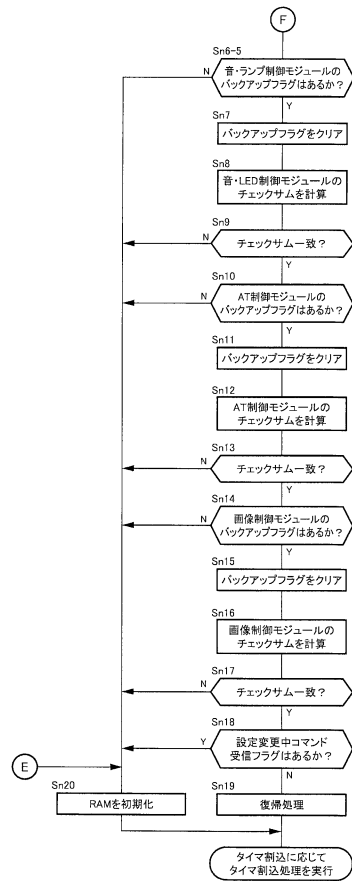 F
Sn6-5
音・ランプ制御モジュールの
バックアップフラグはあるか？
N
Y
Sn7
バックアップフラグをクリア
Sn8
音・LED制御モジュールの
チェックサムを計算
Sn9
チェックサム一致？
N
Y
Sn10
AT制御モジュールの
バックアップフラグはあるか？
N
Y
Sn11
バックアップフラグをクリア
Sn12
AT制御モジュールの
チェックサムを計算
Sn13
チェックサム一致？
N
Y
Sn14
画像制御モジュールの
バックアップフラグはあるか？
N
Y
Sn15
バックアップフラグをクリア
Sn16
画像制御モジュールの
チェックサムを計算
Sn17
チェックサム一致？
N
Y
Sn18
設定変更中コマンド
受信フラグはあるか？
Y
N
E
Sn20
RAMを初期化
Sn19
復帰処理
タイマ割込に応じて
タイマ割込処理を実行